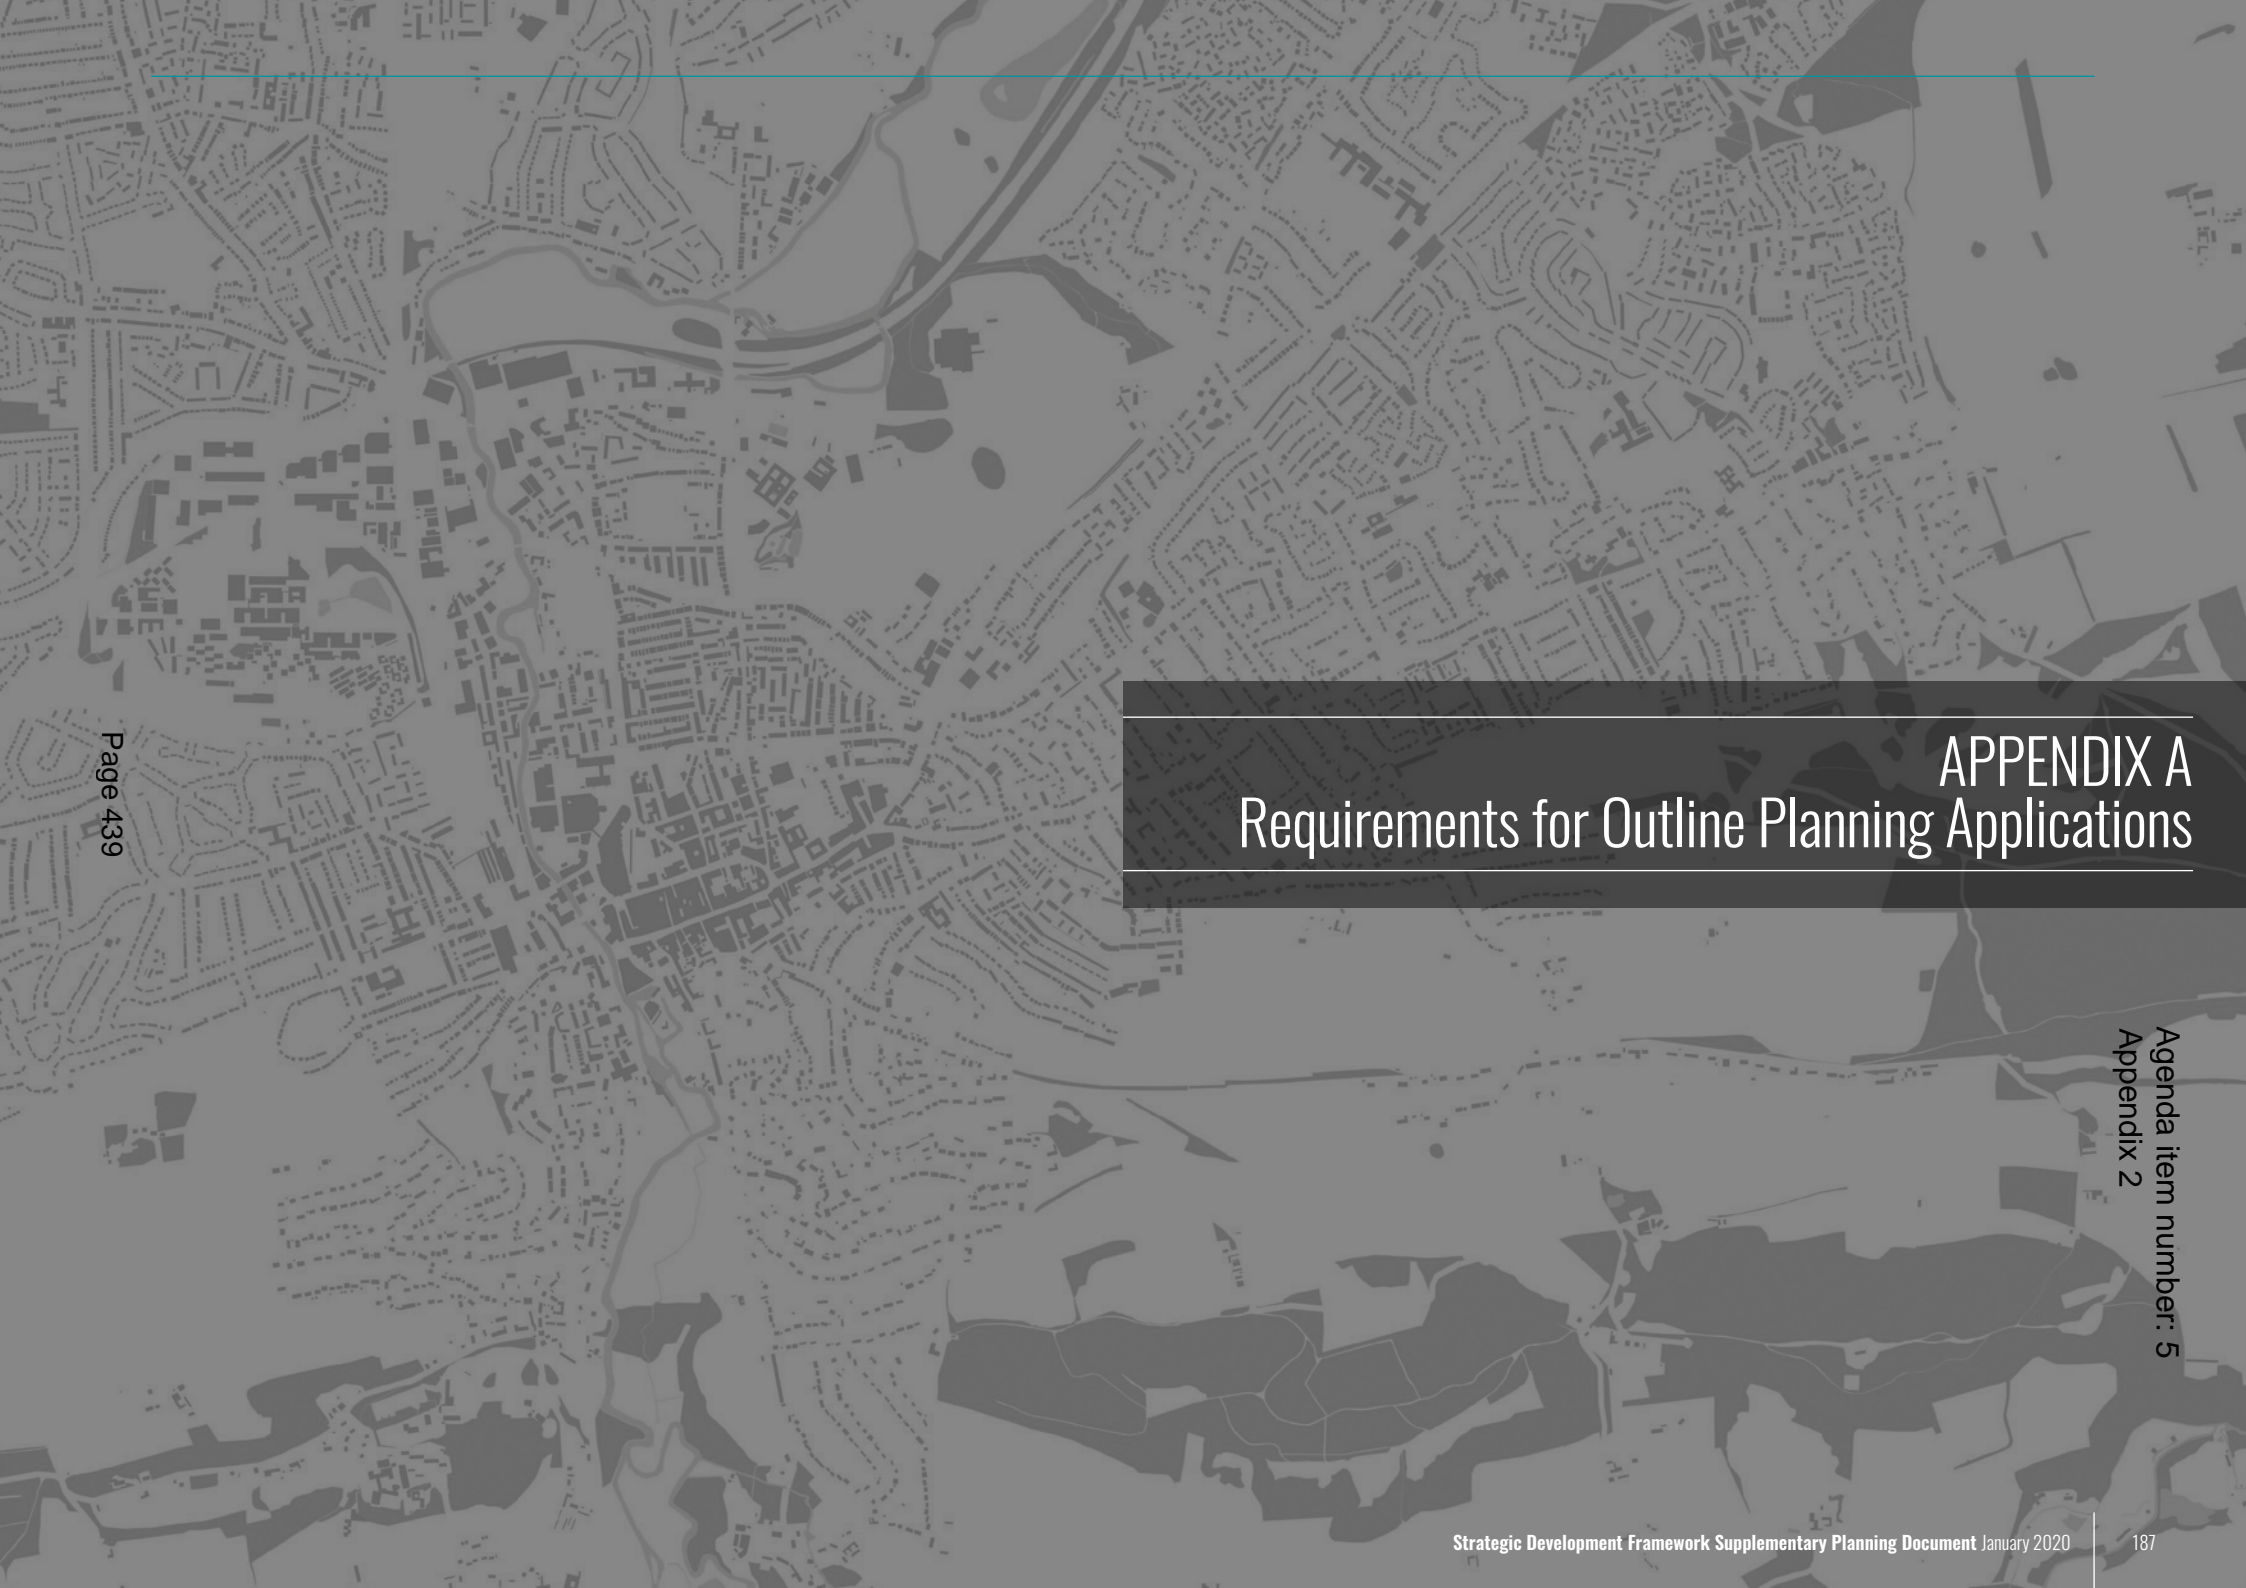 APPENDIX A
Requirements for Outline Planning Applications
Page 439
Agenda item number: 5
Appendix 2
Strategic Development Framework Supplementary Planning Document January 2020
187